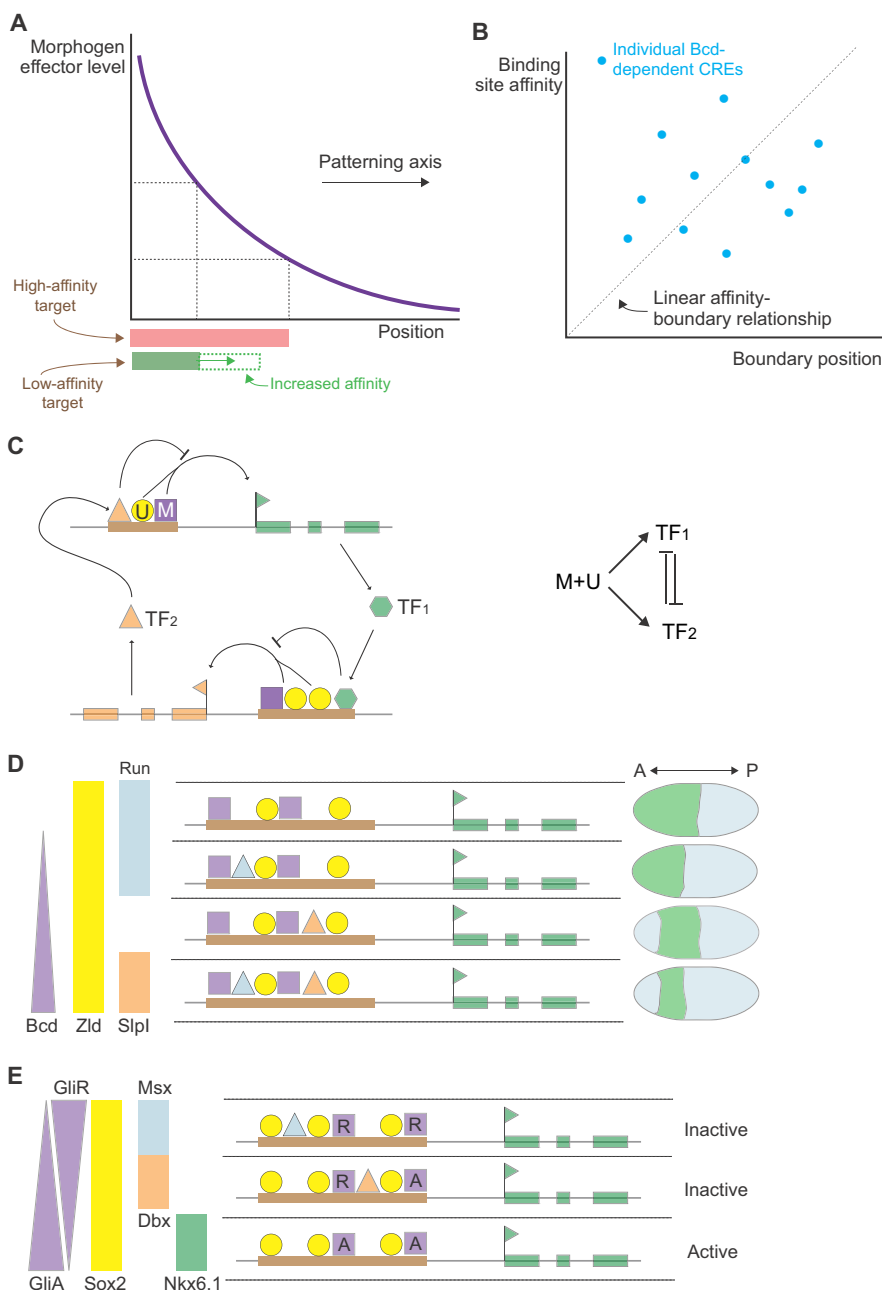 A
Morphogen
effector level
Patterning axis
High-affinity
target
Position
Low-affinity
target
Increased affinity
B
Binding
site affinity
Individual Bcd-
dependent CREs
Linear affinity-
boundary relationship
Boundary position
C
U M
TF2
TF1
TF1
M+U
TF2
D
Run
A P
Bcd Zld SlpI
E
GliR Msx
R R
Inactive
R A
Inactive
Dbx
A A
Active
GliA Sox2 Nkx6.1